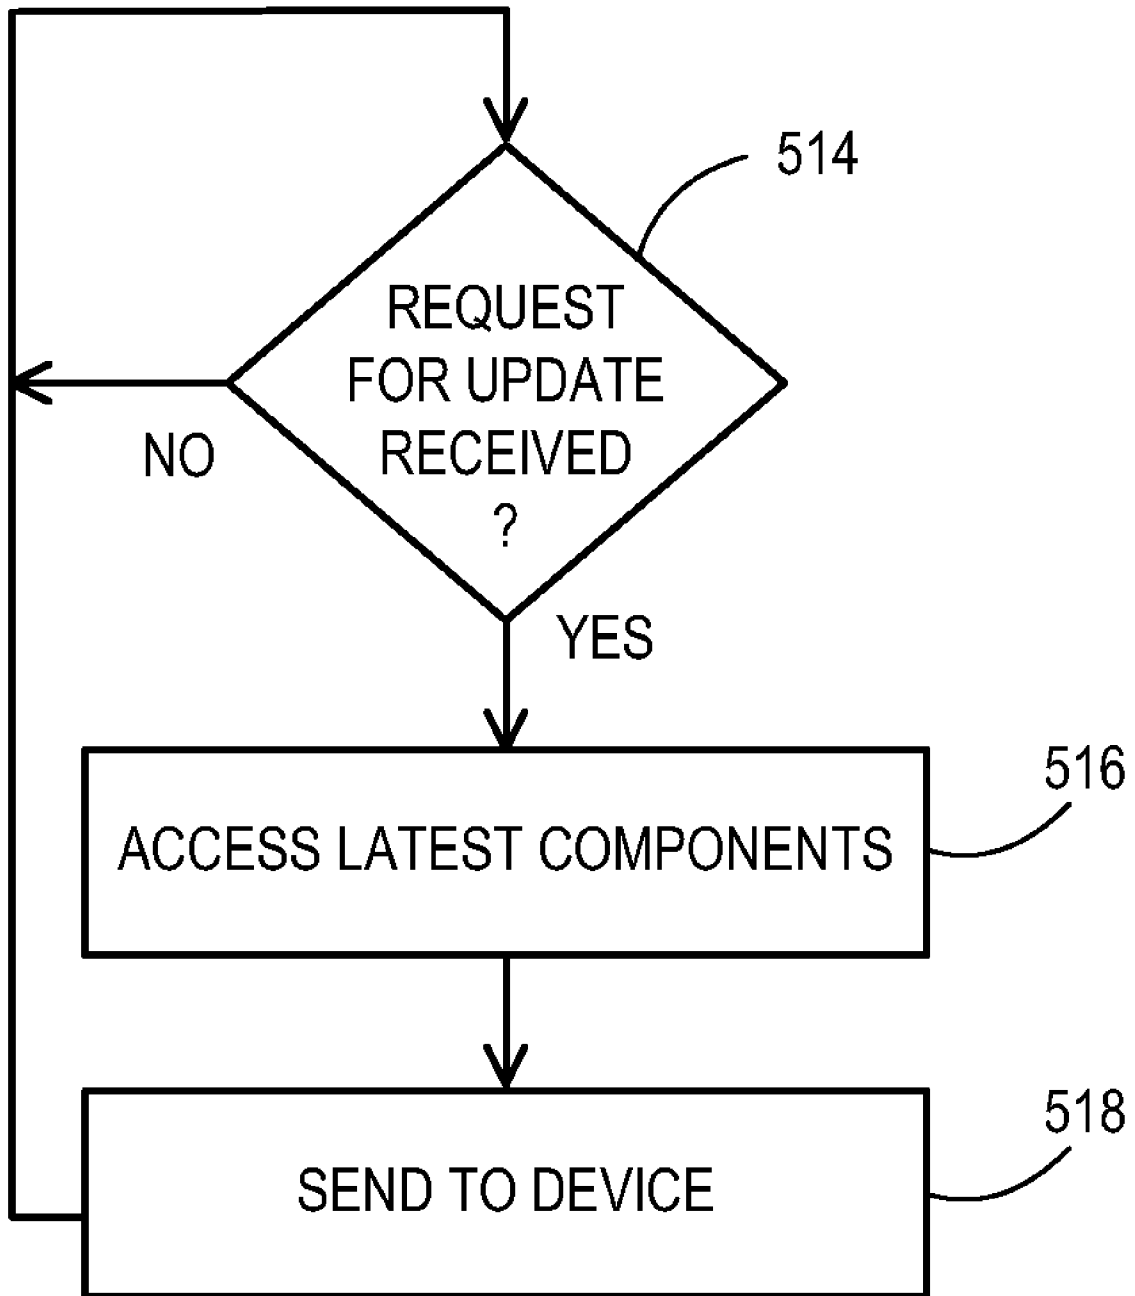 514
REQUEST
FOR UPDATE
RECEIVED
?
NO
YES
516
ACCESS LATEST COMPONENTS
518
SEND TO DEVICE